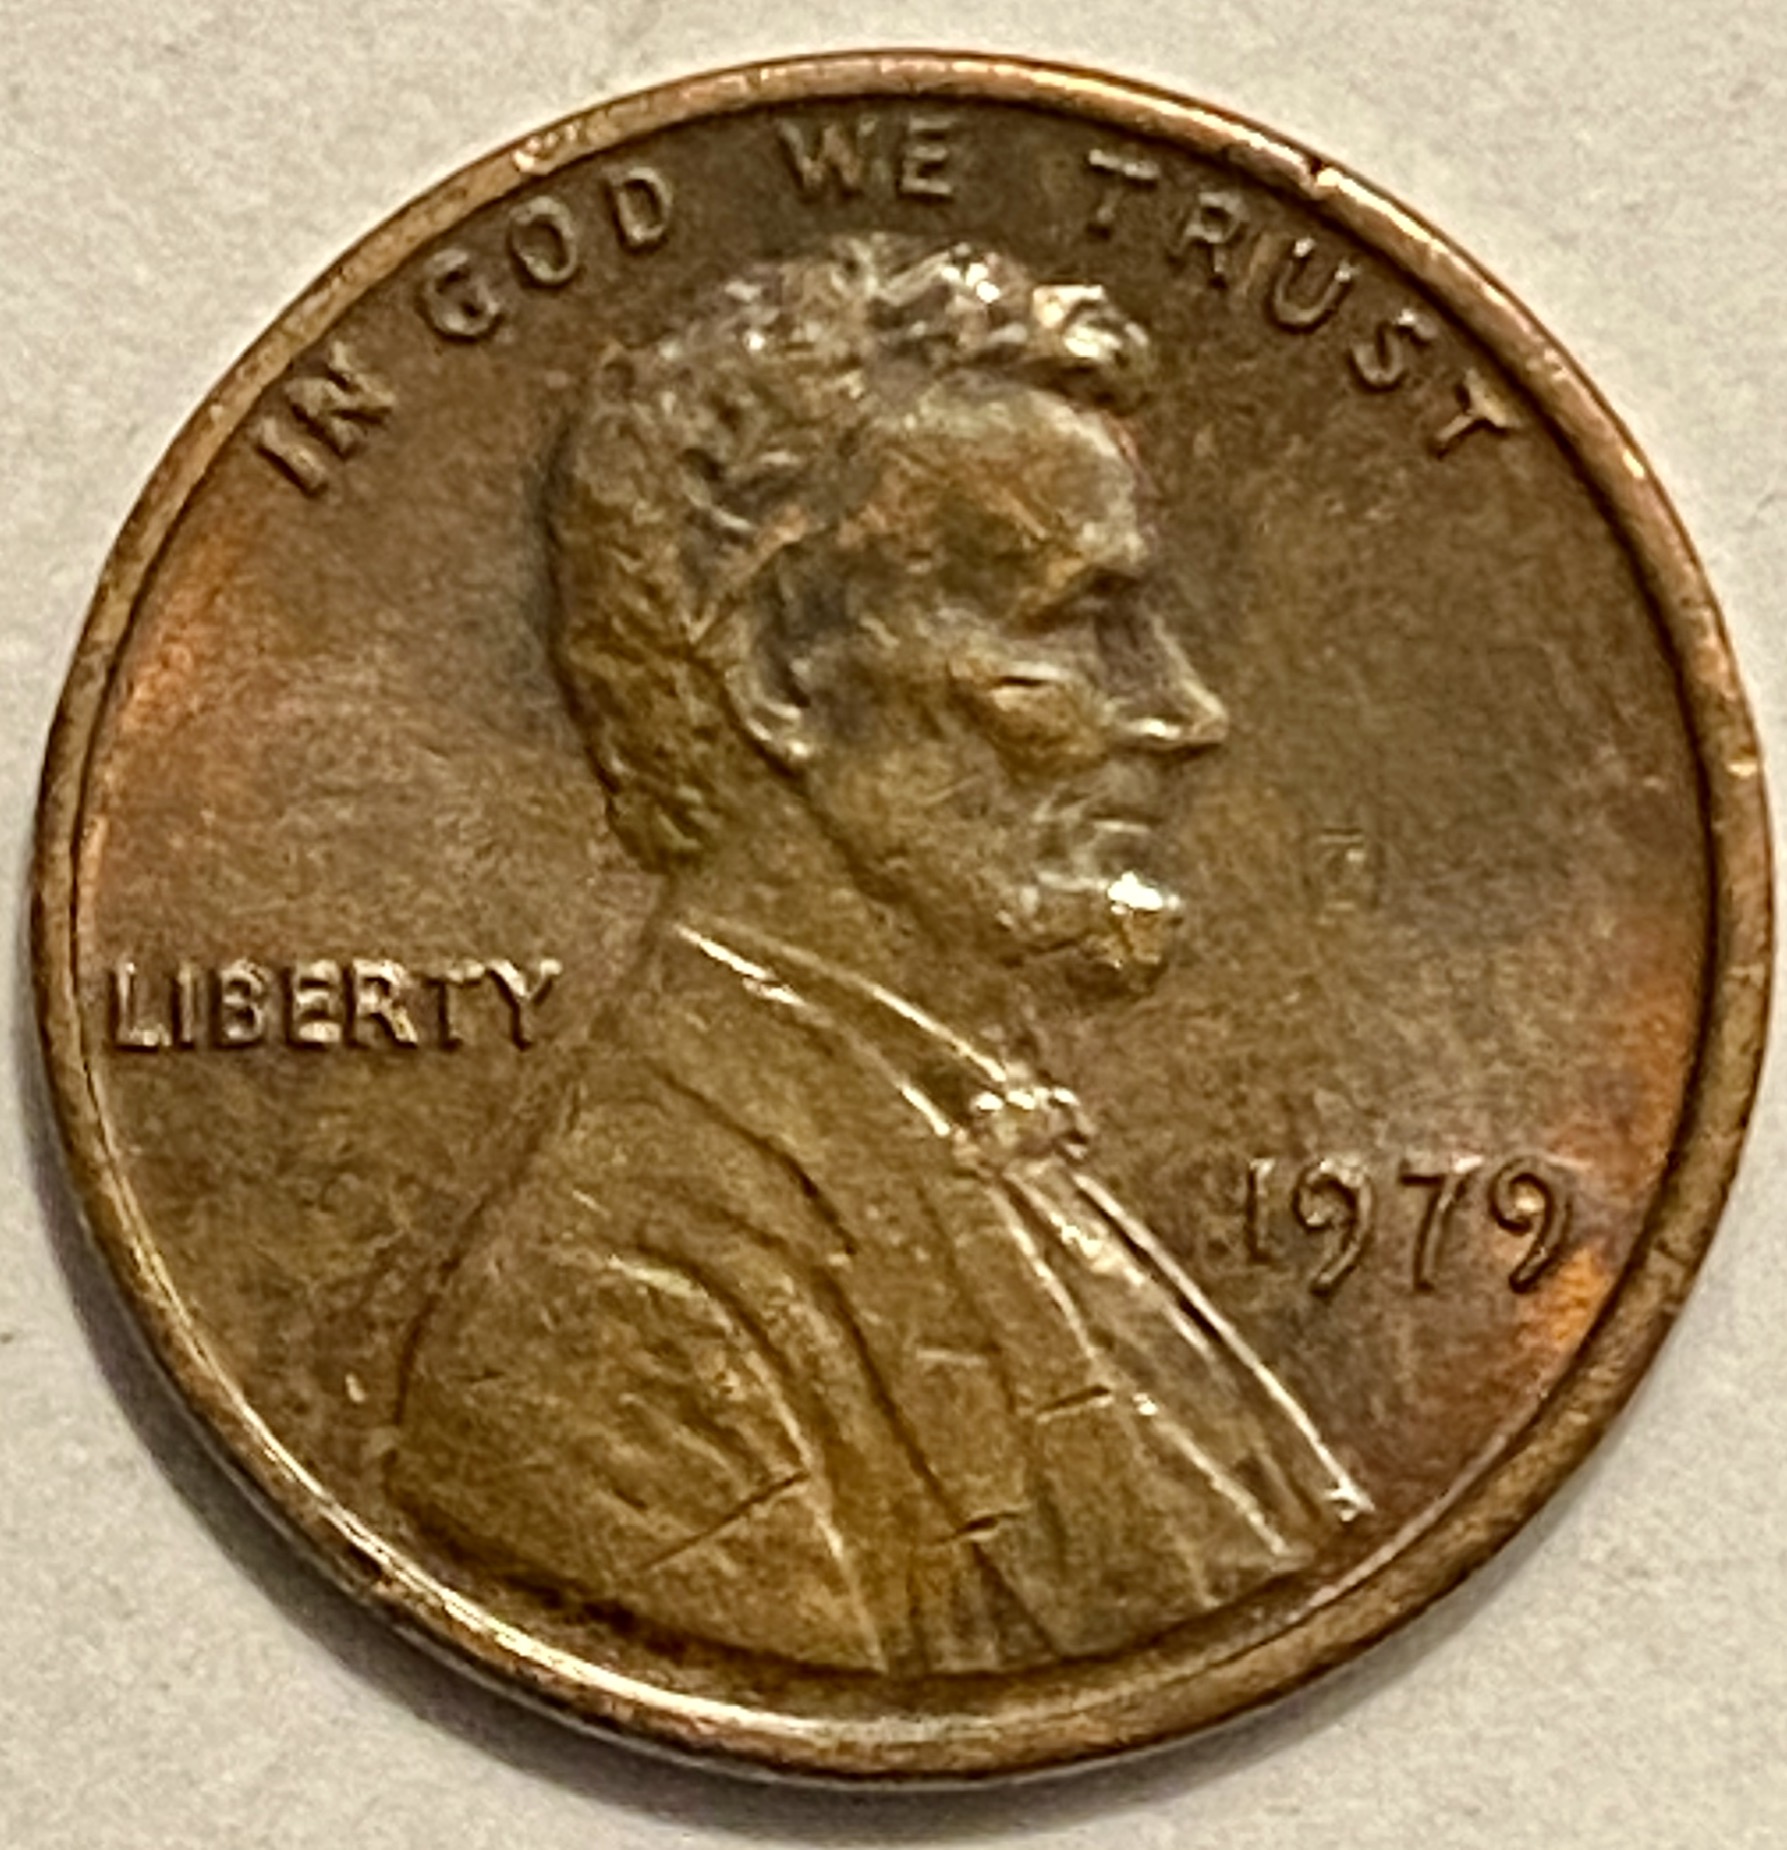 IN GOD WE TRUST
LIBERTY
1979